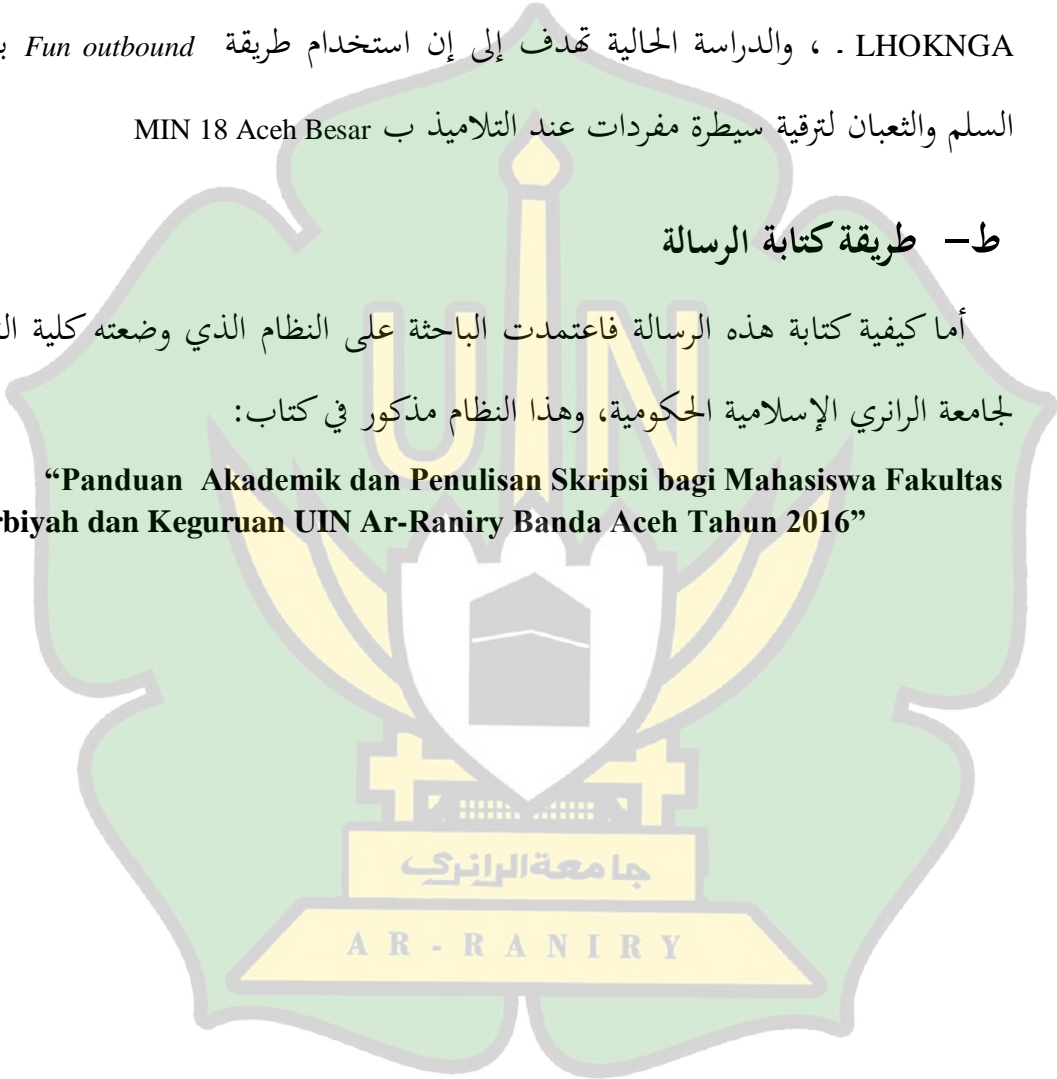 LHOKNGA . ، والدراسة الحالية تهدف إلى إن استخدام طريقة Fun outbound
السلم والثعبان لترقية سيطرة مفردات عند التلاميذ ب MIN 18 Aceh Besar
ط– طريقة كتابة الرسالة
أما كيفية كتابة هذه الرسالة فاعتمدت الباحثة على النظام الذي وضعته كلية
لجامعة الرانري الإسلامية الحكومية، وهذا النظام مذكور في كتاب:
“Panduan Akademik dan Penulisan Skripsi bagi Mahasiswa Fakultas
rbiyah dan Keguruan UIN Ar-Raniry Banda Aceh Tahun 2016”
UIN
جامعة الرانري
AR-RANIRY